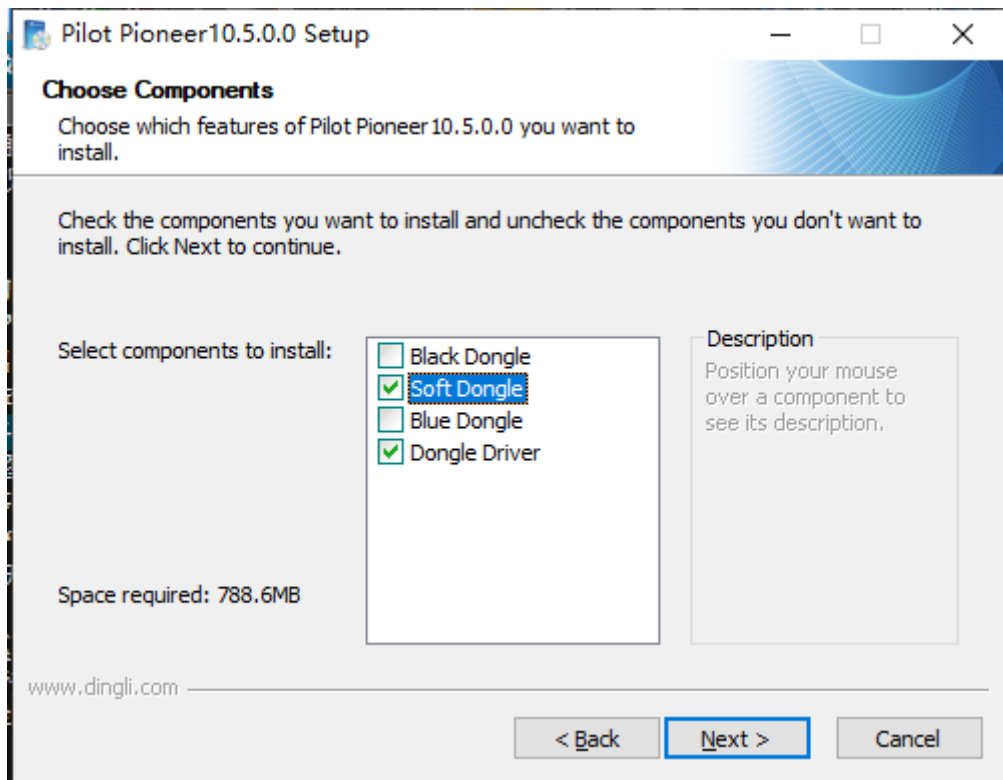 Pilot Pioneer10.5.0.0 Setup
Choose Components
Choose which features of Pilot Pioneer10.5.0.0 you want to
install.
Check the components you want to install and uncheck the components you don't want to
install. Click Next to continue.
Select components to install:
Black Dongle
Soft Dongle
Blue Dongle
Dongle Driver
Description
Position your mouse
over a component to
see its description.
Space required: 788.6MB
www.dingli.com
< Back
Next >
Cancel